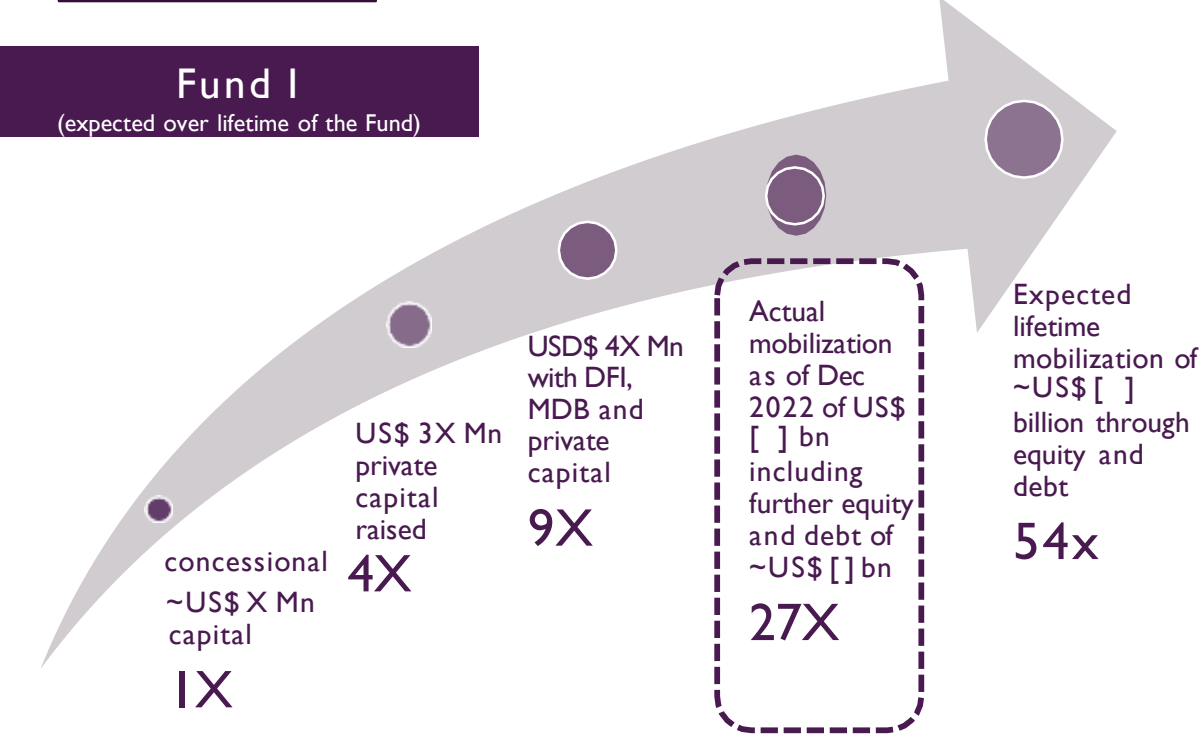 Fund I
(expected over lifetime of the Fund)
concessional
~US$ X Mn
capital
1X
US$ 3X Mn
private
capital
raised
4X
USD$ 4X Mn
with DFI,
MDB and
private
capital
9X
Actual
mobilization
as of Dec
2022 of US$
[ ] bn
including
further equity
and debt of
~US$ [] bn
27X
Expected
lifetime
mobilization of
~US$ [ ]
billion through
equity and
debt
54x